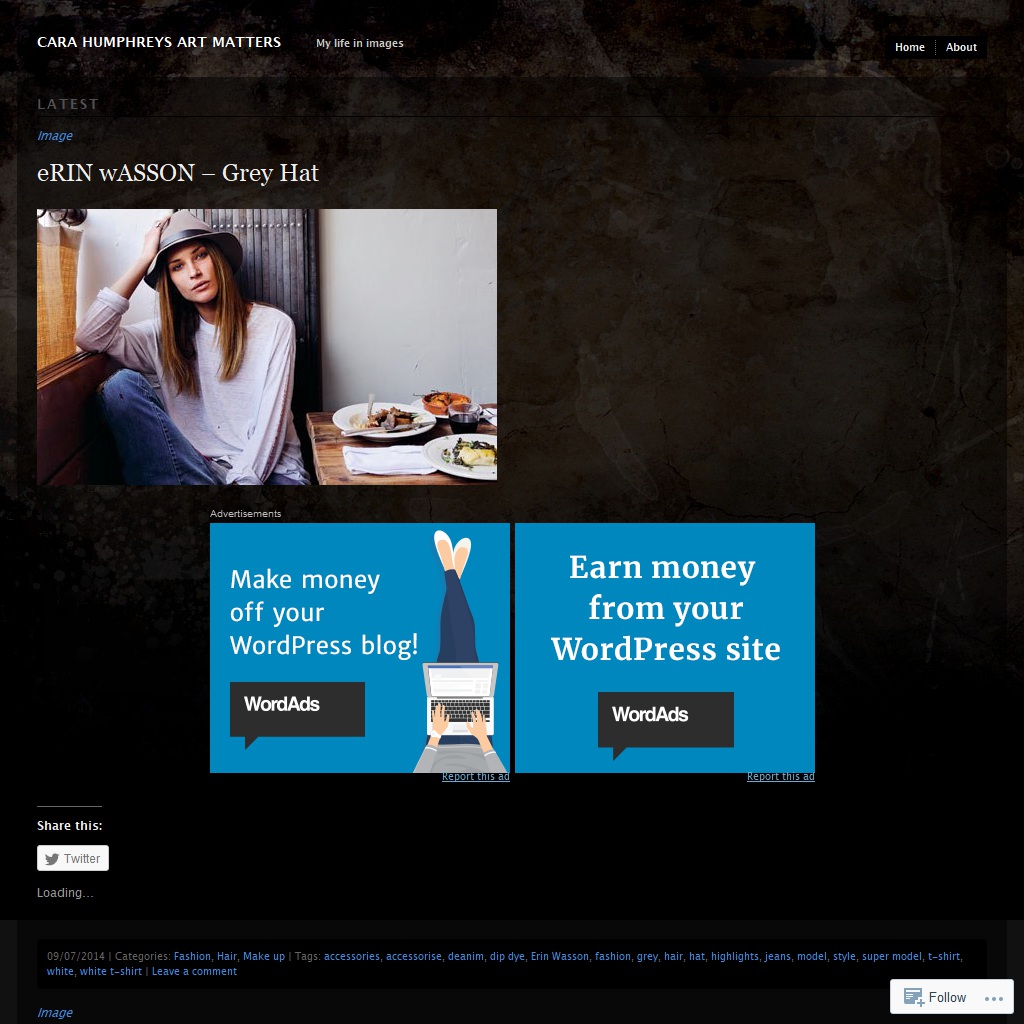 CARA HUMPHREYS ART MATTERS
My life in images
Home
About
LATEST
Image
eRIN wASSON – Grey Hat
Advertisements
Make money
off your
WordPress blog!
WordAds
Report this ad
Earn money
from your
WordPress site
WordAds
Report this ad
Share this:
Twitter
Loading...
09/07/2014 | Categories: Fashion, Hair, Make up | Tags: accessories, accessorise, deanim, dip dye, Erin Wasson, fashion, grey, hair, hat, highlights, jeans, model, style, super model, t-shirt,
white, white t-shirt | Leave a comment
Image
Follow